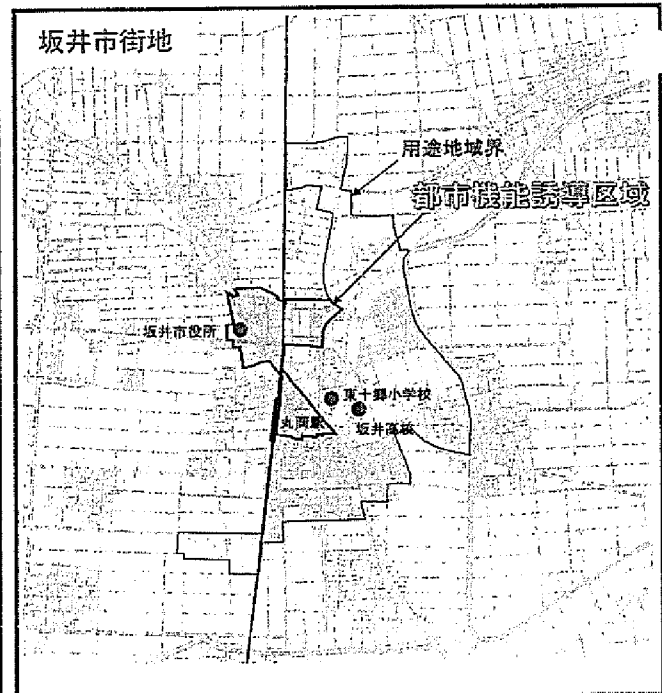 坂井市街地
用途地域界
都市機能誘導区域
坂井市役所
東十郷小学校
丸岡駅
坂井高校